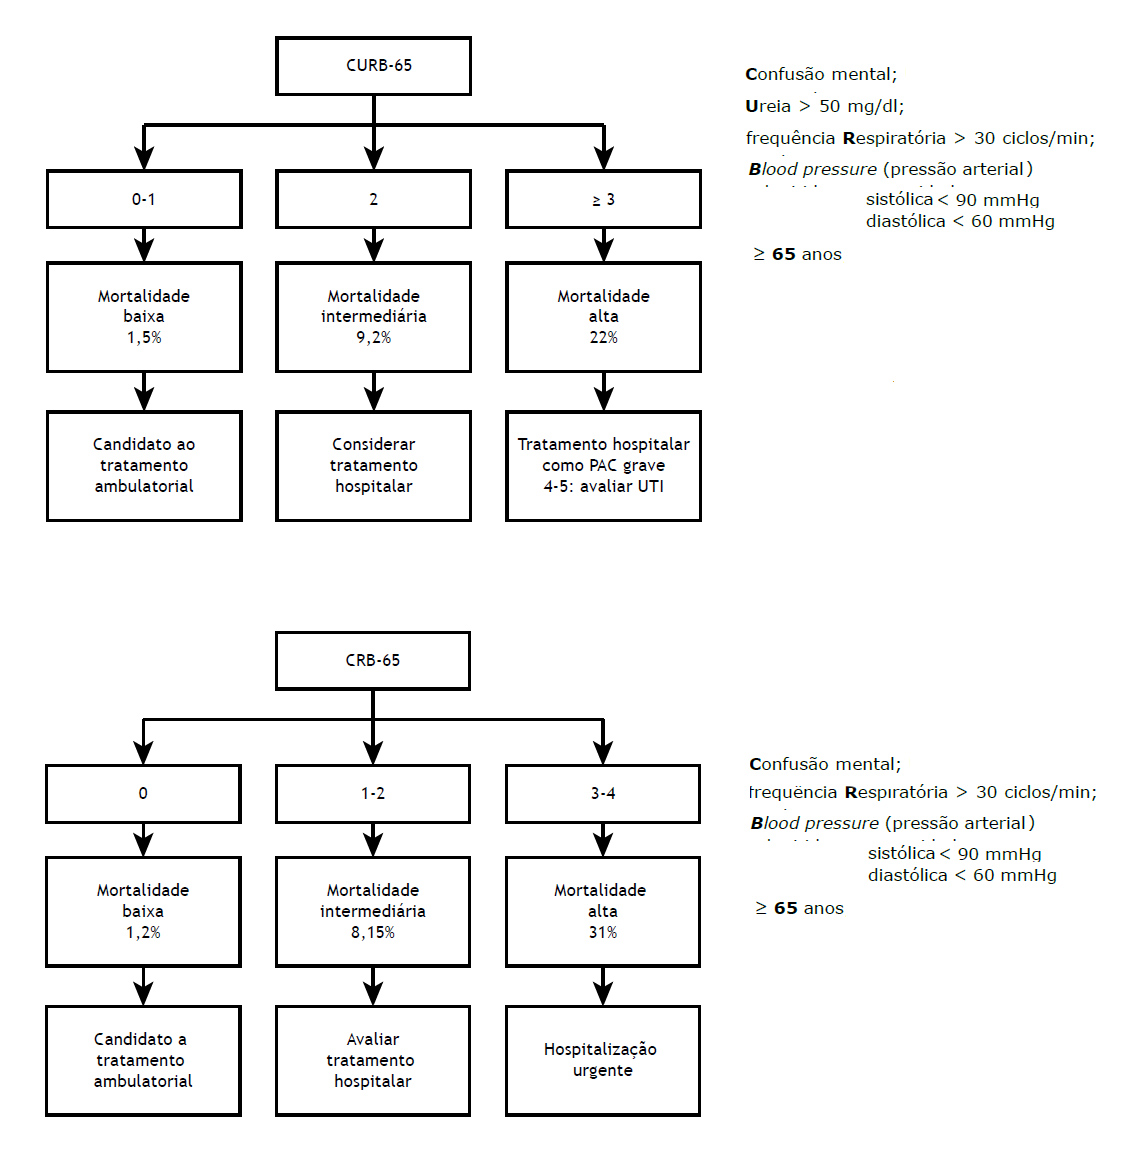 CURB-65
0-1
2
≥ 3
Mortalidade
baixa
1,5%
Mortalidade
intermediária
9,2%
Mortalidade
alta
22%
Candidato ao
tratamento
ambulatorial
Considerar
tratamento
hospitalar
Tratamento hospitalar
como PAC grave
4-5: avaliar UTI
Confusão mental;
Ureia > 50 mg/dl;
frequência Respiratória > 30 ciclos/min;
Blood pressure (pressão arterial)
sistólica < 90 mmHg
diastólica < 60 mmHg
≥ 65 anos
CRB-65
0
1-2
3-4
Mortalidade
baixa
1,2%
Mortalidade
intermediária
8,15%
Mortalidade
alta
31%
Candidato a
tratamento
ambulatorial
Avaliar
tratamento
hospitalar
Hospitalização
urgente
Confusão mental;
frequência Respiratória > 30 ciclos/min;
Blood pressure (pressão arterial)
sistólica < 90 mmHg
diastólica < 60 mmHg
≥ 65 anos